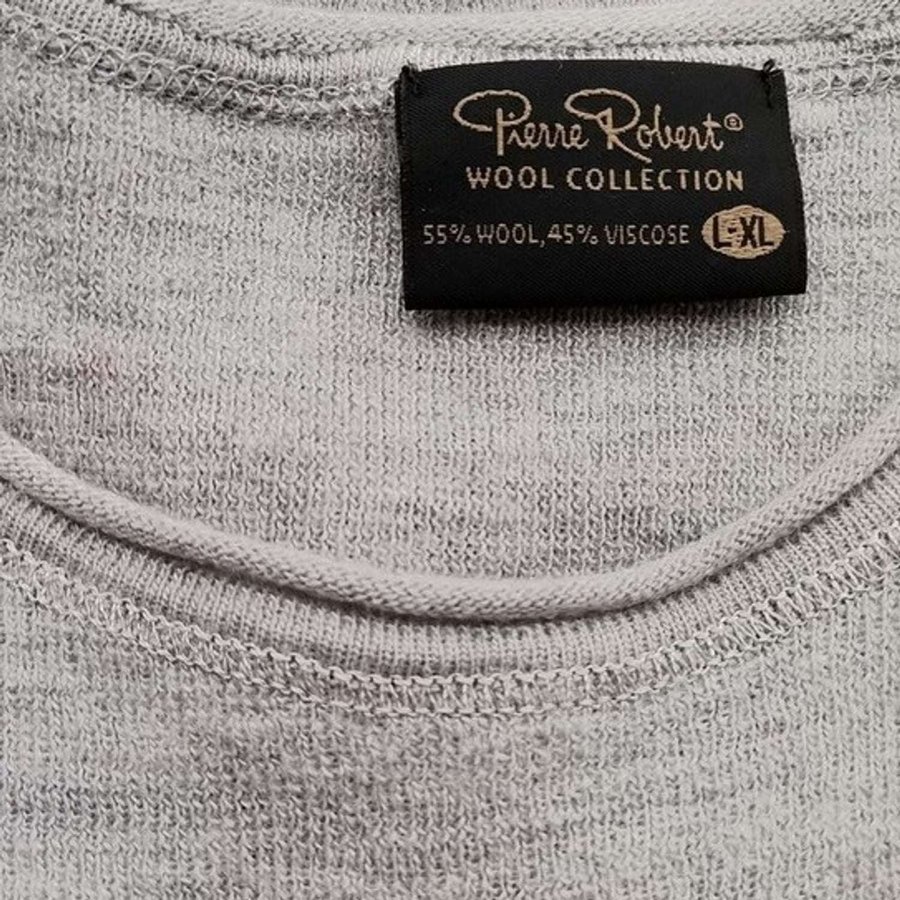 Pierre Robert®
WOOL COLLECTION
55% WOOL, 45% VISCOSE L-XL